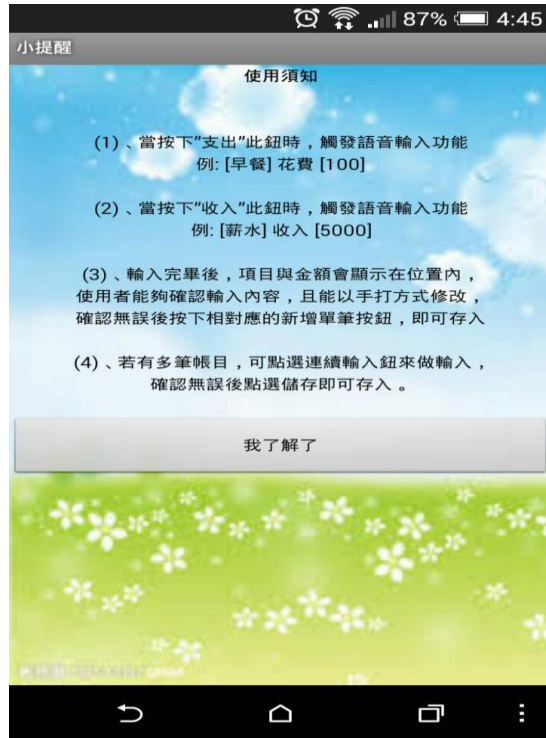 87% 4:45
小提醒
使用須知
(1)、當按下"支出"此鈕時，觸發語音輸入功能
例: [早餐] 花費 [100]
(2)、當按下"收入"此鈕時，觸發語音輸入功能
例: [薪水] 收入 [5000]
(3)、輸入完畢後，項目與金額會顯示在位置內，
使用者能夠確認輸入內容，且能以手打方式修改，
確認無誤後按下相對應的新增單筆按鈕，即可存入
(4)、若有多筆帳目，可點選連續輸入鈕來做輸入，
確認無誤後點選儲存即可存入。
我了解了